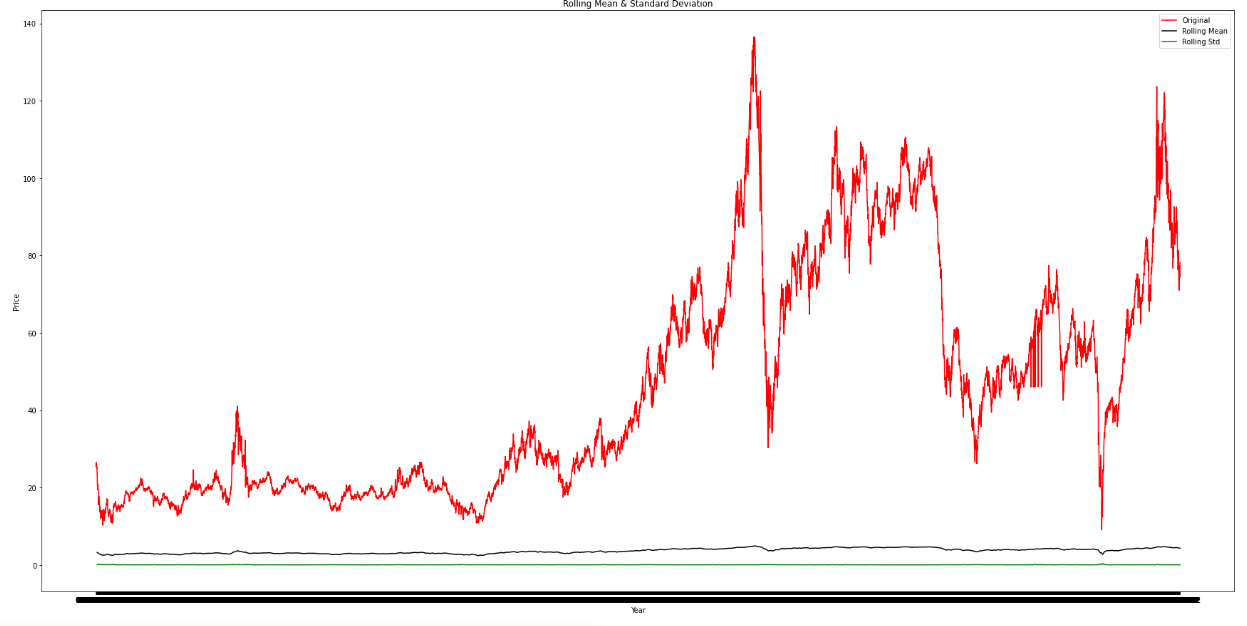 Rolling Mean & Standard Deviation
Original
Rolling Mean
Rolling Std
140
120
100
80
60
40
20
0
Price
Year